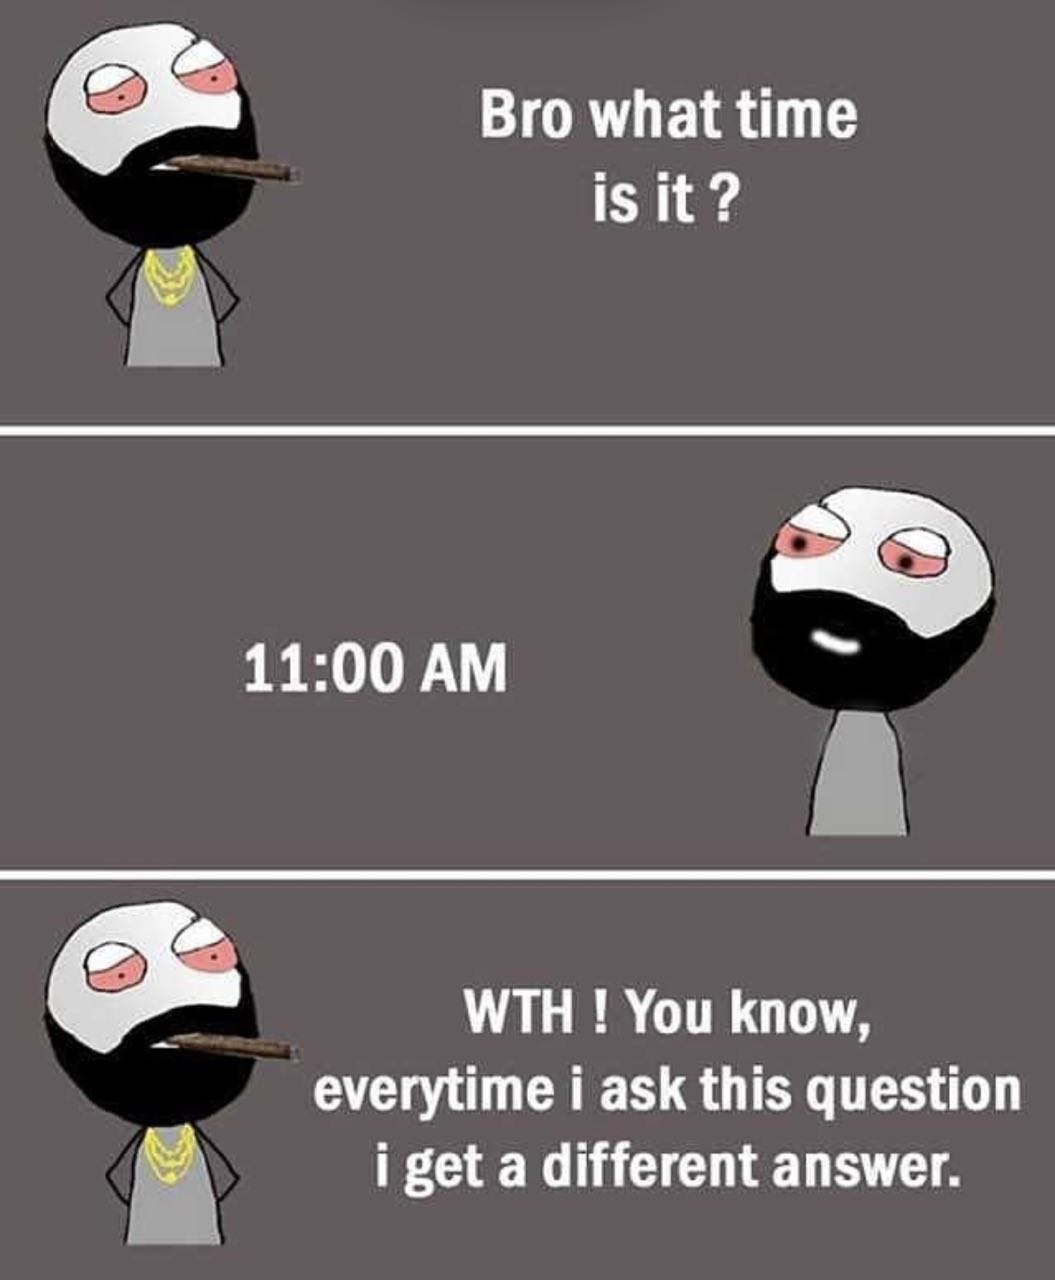 Bro what time
is it ?
11:00 AM
WTH ! You know,
everytime i ask this question
i get a different answer.